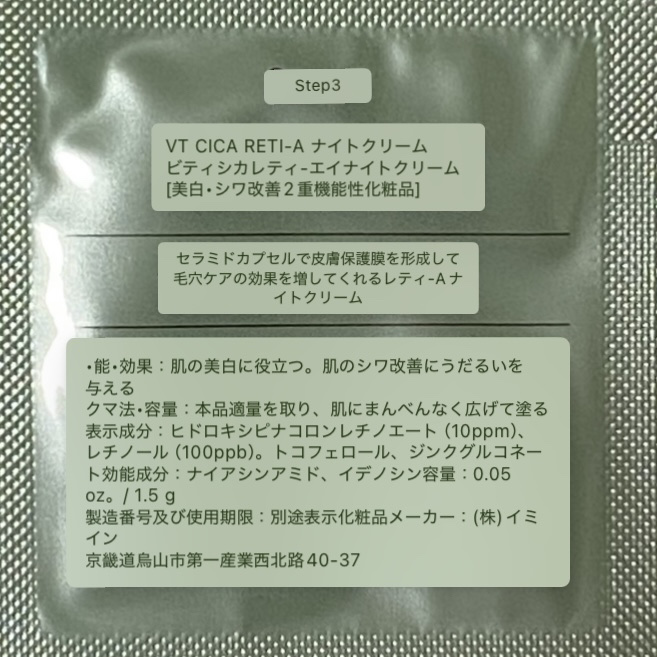 Step3
VT CICA RETI-A ナイトクリーム
ビティシカレティ-エイナイトクリーム
[美白•シワ改善2重機能性化粧品]
セラミドカプセルで皮膚保護膜を形成して
毛穴ケアの効果を増してくれるレティ-A ナ
イトクリーム
•能•効果：肌の美白に役立つ。肌のシワ改善にうだるいを
与える
クマ法•容量：本品適量を取り、肌にまんべんなく広げて塗る
表示成分：ヒドロキシピナコロンレチノエート（10ppm）、
レチノール（100ppb）。トコフェロール、ジンクグルコネー
ト効能成分：ナイアシンアミド、イデノシン容量：0.05
oz。/ 1.5 g
製造番号及び使用期限：別途表示化粧品メーカー：(株)イミ
イン
京畿道烏山市第一産業西北路40-37